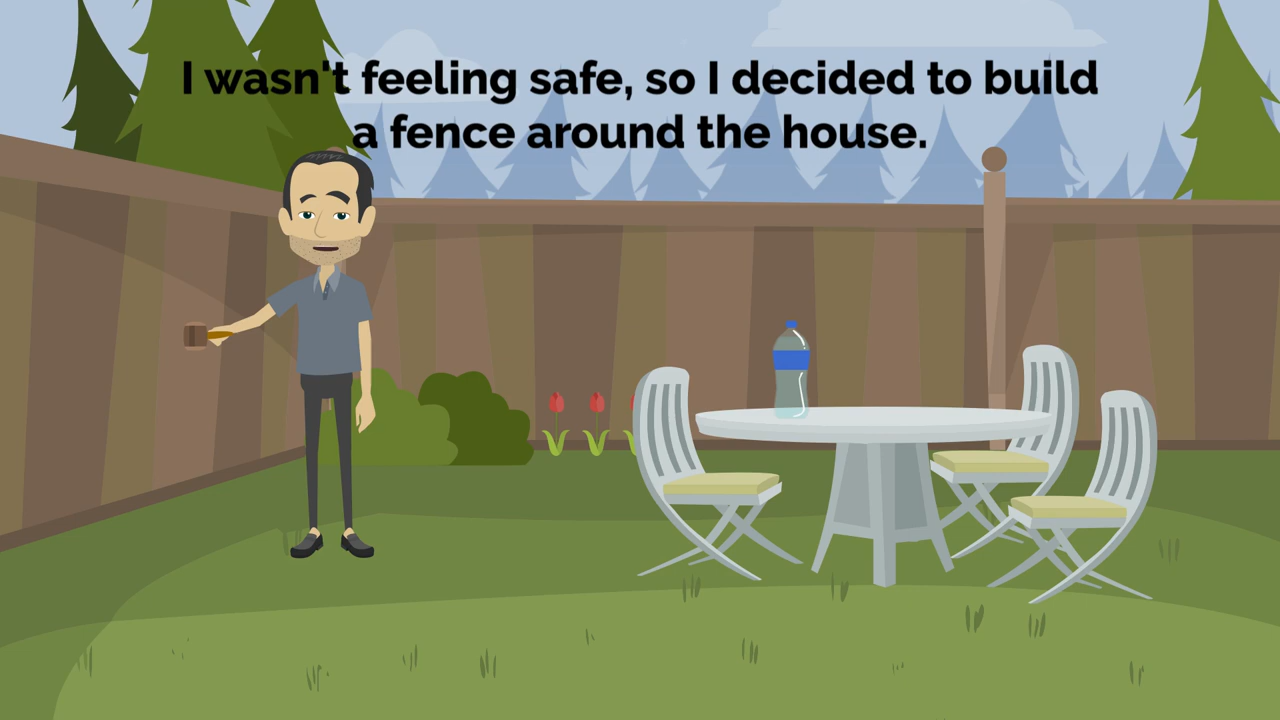 I wasn't feeling safe, so I decided to build
a fence around the house.